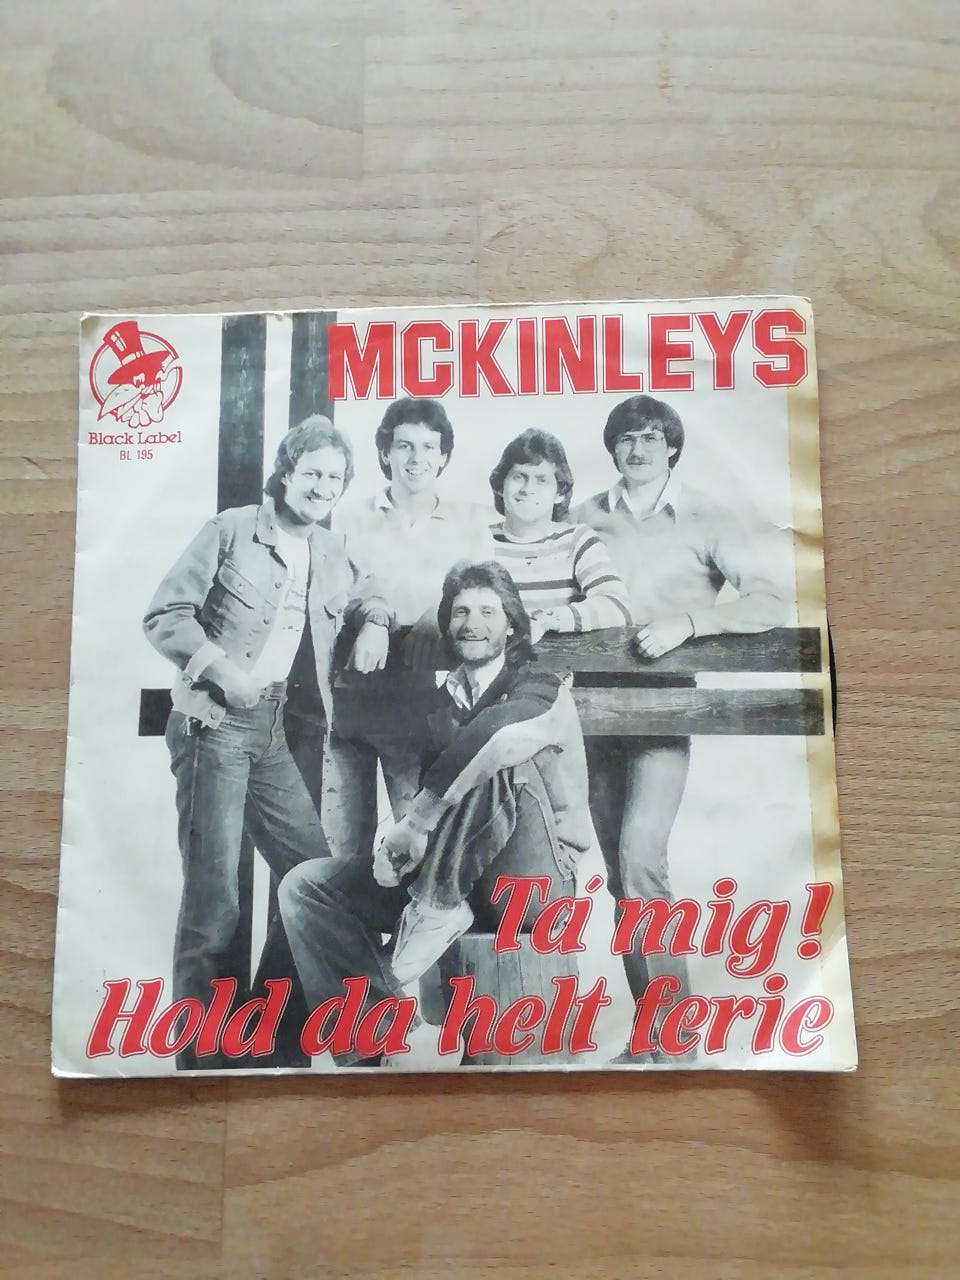 MCKINLEYS
Black Label
BL 195
Ta' mig!
Hold da helt ferie